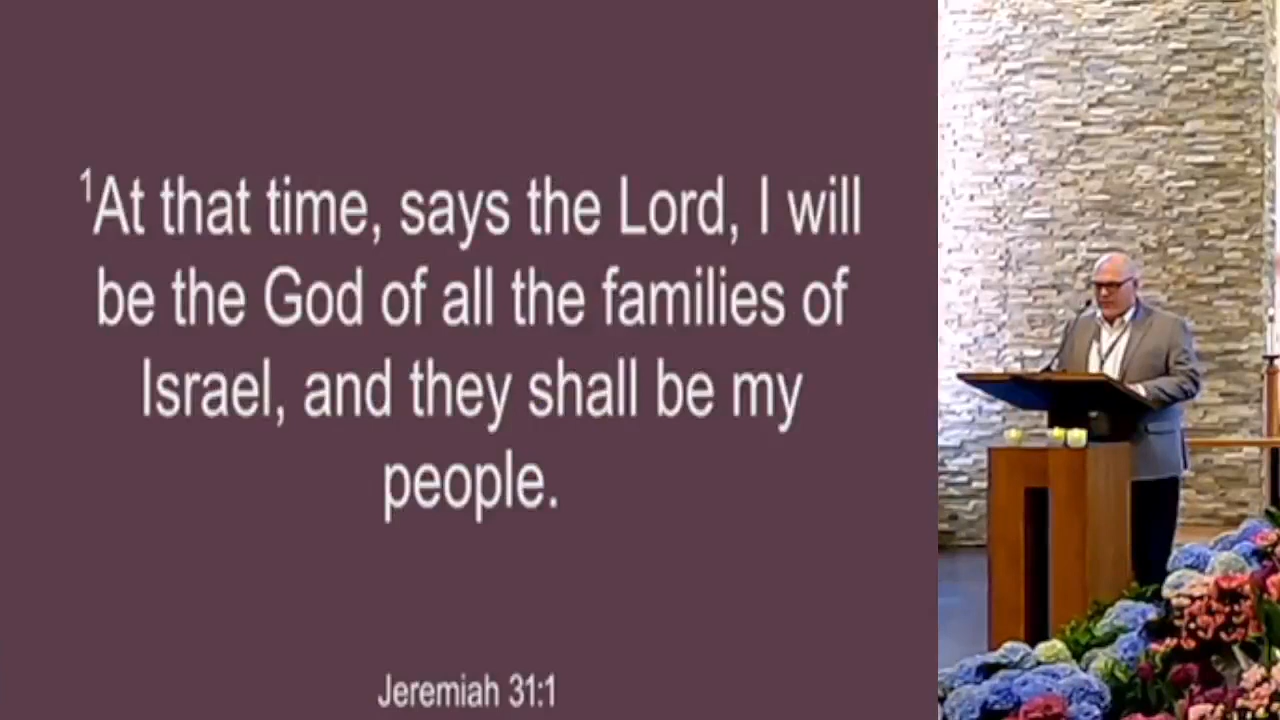 ¹At that time, says the Lord, I will
be the God of all the families of
Israel, and they shall be my
people.
Jeremiah 31:1